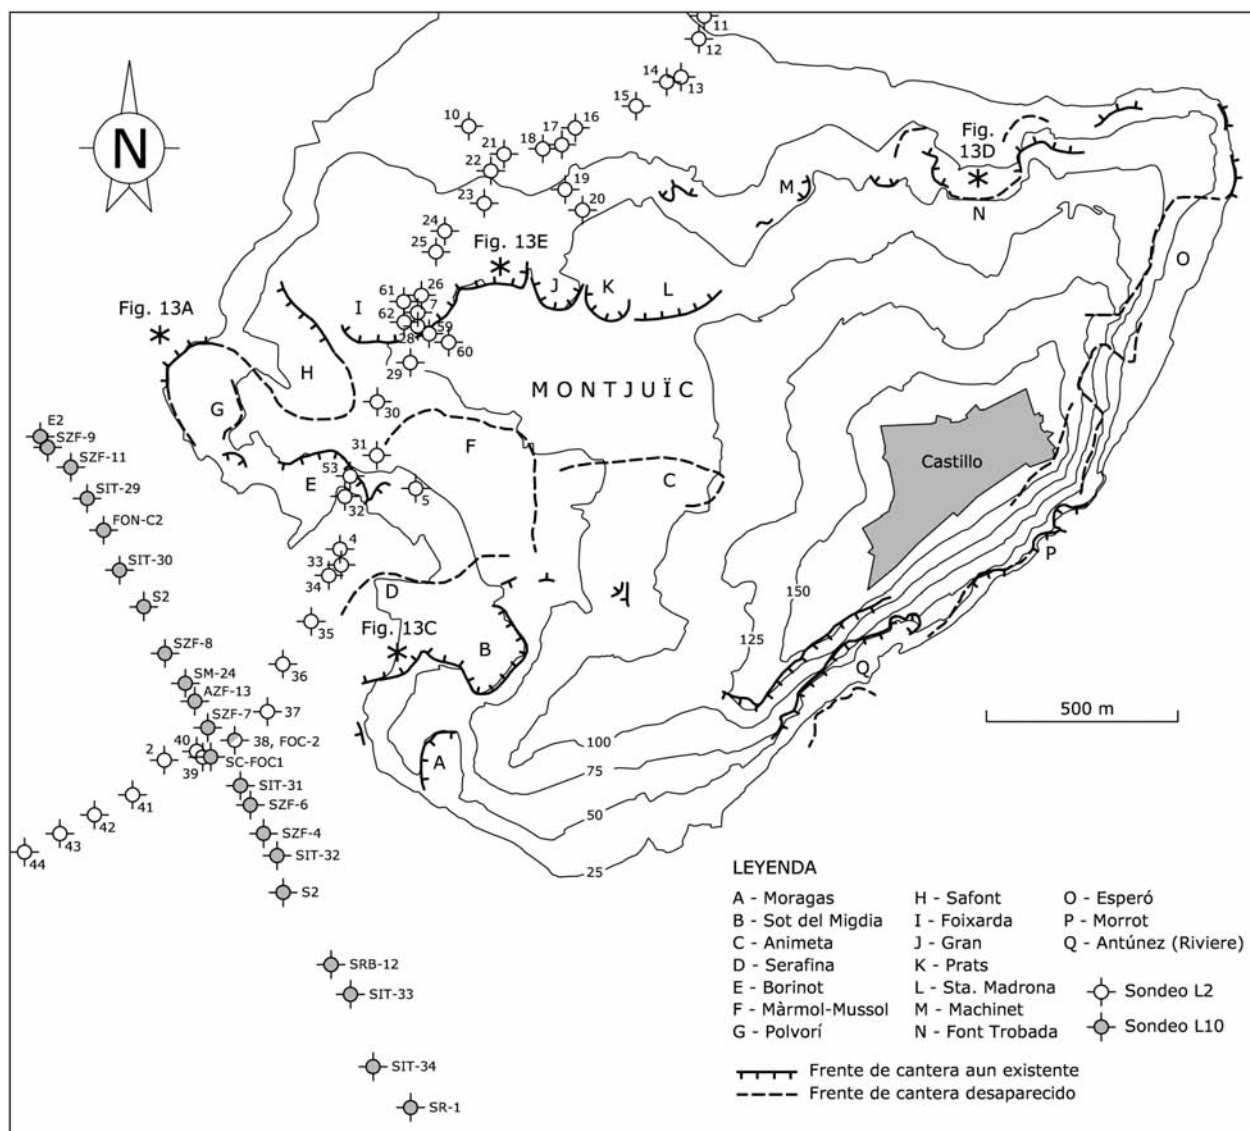 11
12
14
13
15
10
16
17
18
21
22
19
20
23
24
25
Fig. 13E
Fig.
13D
M
N
O
N
Fig. 13A
I
61
26
7
62
28
59
60
29
J
K
L
H
30
G
MONTJUÏC
F
31
53
E
32
5
C
Castillo
E2
SZF-9
SZF-11
SIT-29
FON-C2
SIT-30
S2
4
33
34
35
D
Fig. 13C
B
P
150
125
Q
SZF-8
SM-24
AZF-13
SZF-7
36
37
38, FOC-2
40
2
39
SC-FOC1
SIT-31
SZF-6
SZF-4
SIT-32
S2
41
42
43
44
A
100
75
50
25
500 m
SRB-12
SIT-33
SIT-34
SR-1
LEYENDA
A - Moragas
B - Sot del Migdia
C - Animeta
D - Serafina
E - Borinot
F - Màrmol-Mussol
G - Polvorí
H - Safont
I - Foixarda
J - Gran
K - Prats
L - Sta. Madrona
M - Machinet
N - Font Trobada
O - Esperó
P - Morrot
Q - Antúnez (Riviere)
Sondeo L2
Sondeo L10
Frente de cantera aun existente
Frente de cantera desaparecido